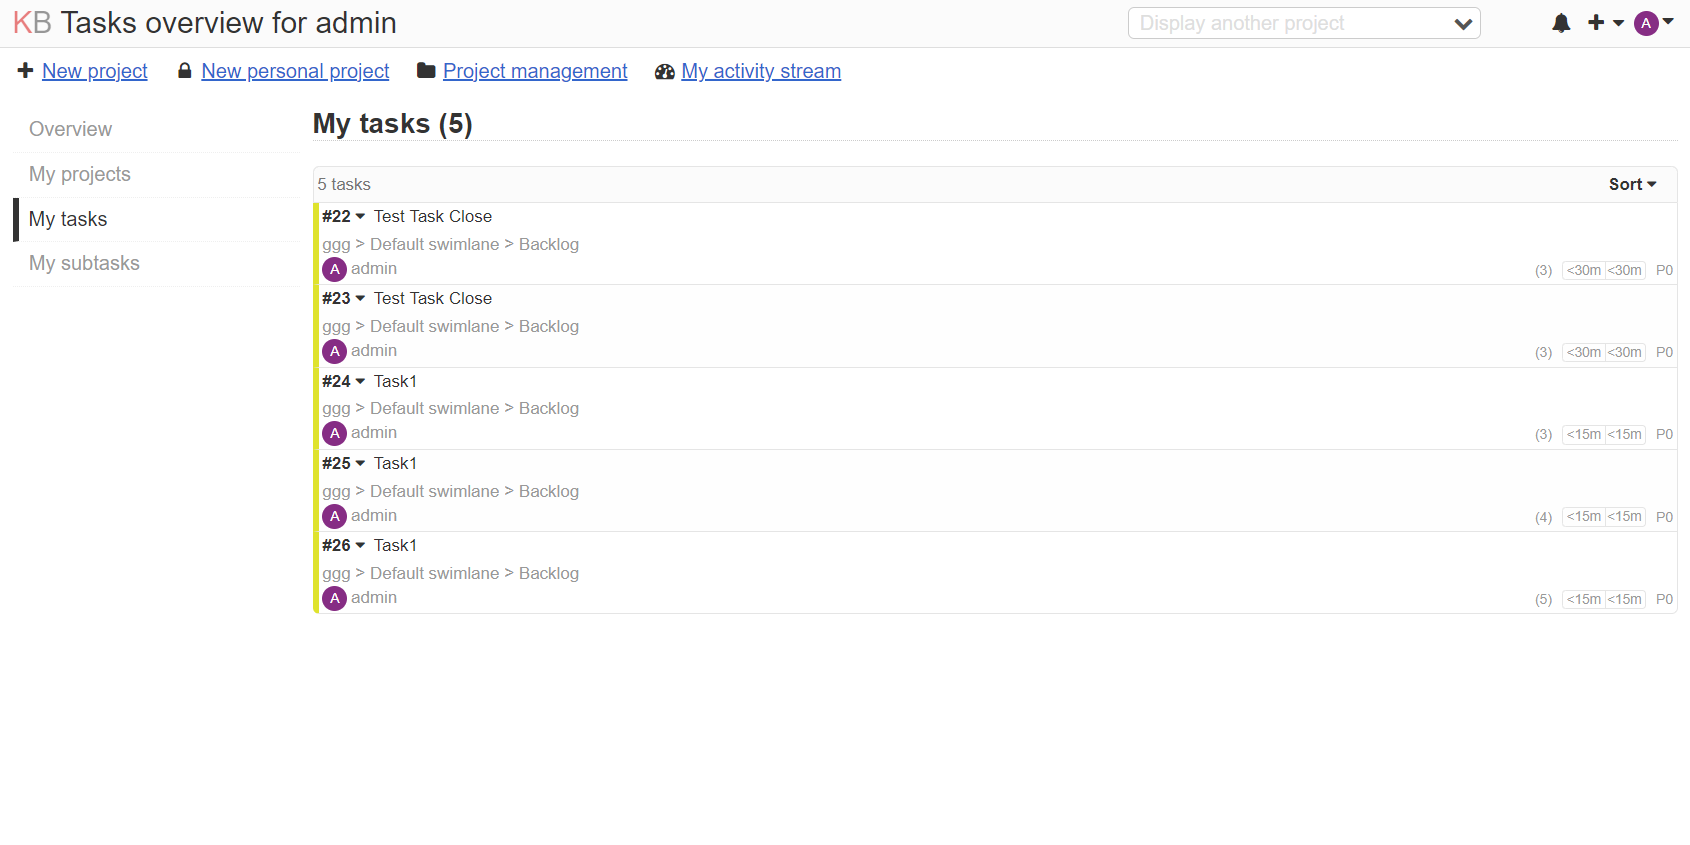 KB Tasks overview for admin
Display another project
A
New project
New personal project
Project management
My activity stream
Overview
My projects
My tasks
My subtasks
My tasks (5)
5 tasks
Sort
#22 Test Task Close
ggg > Default swimlane > Backlog
A admin
(3) <30m <30m P0
#23 Test Task Close
ggg > Default swimlane > Backlog
A admin
(3) <30m <30m P0
#24 Task1
ggg > Default swimlane > Backlog
A admin
(3) <15m <15m P0
#25 Task1
ggg > Default swimlane > Backlog
A admin
(4) <15m <15m P0
#26 Task1
ggg > Default swimlane > Backlog
A admin
(5) <15m <15m P0